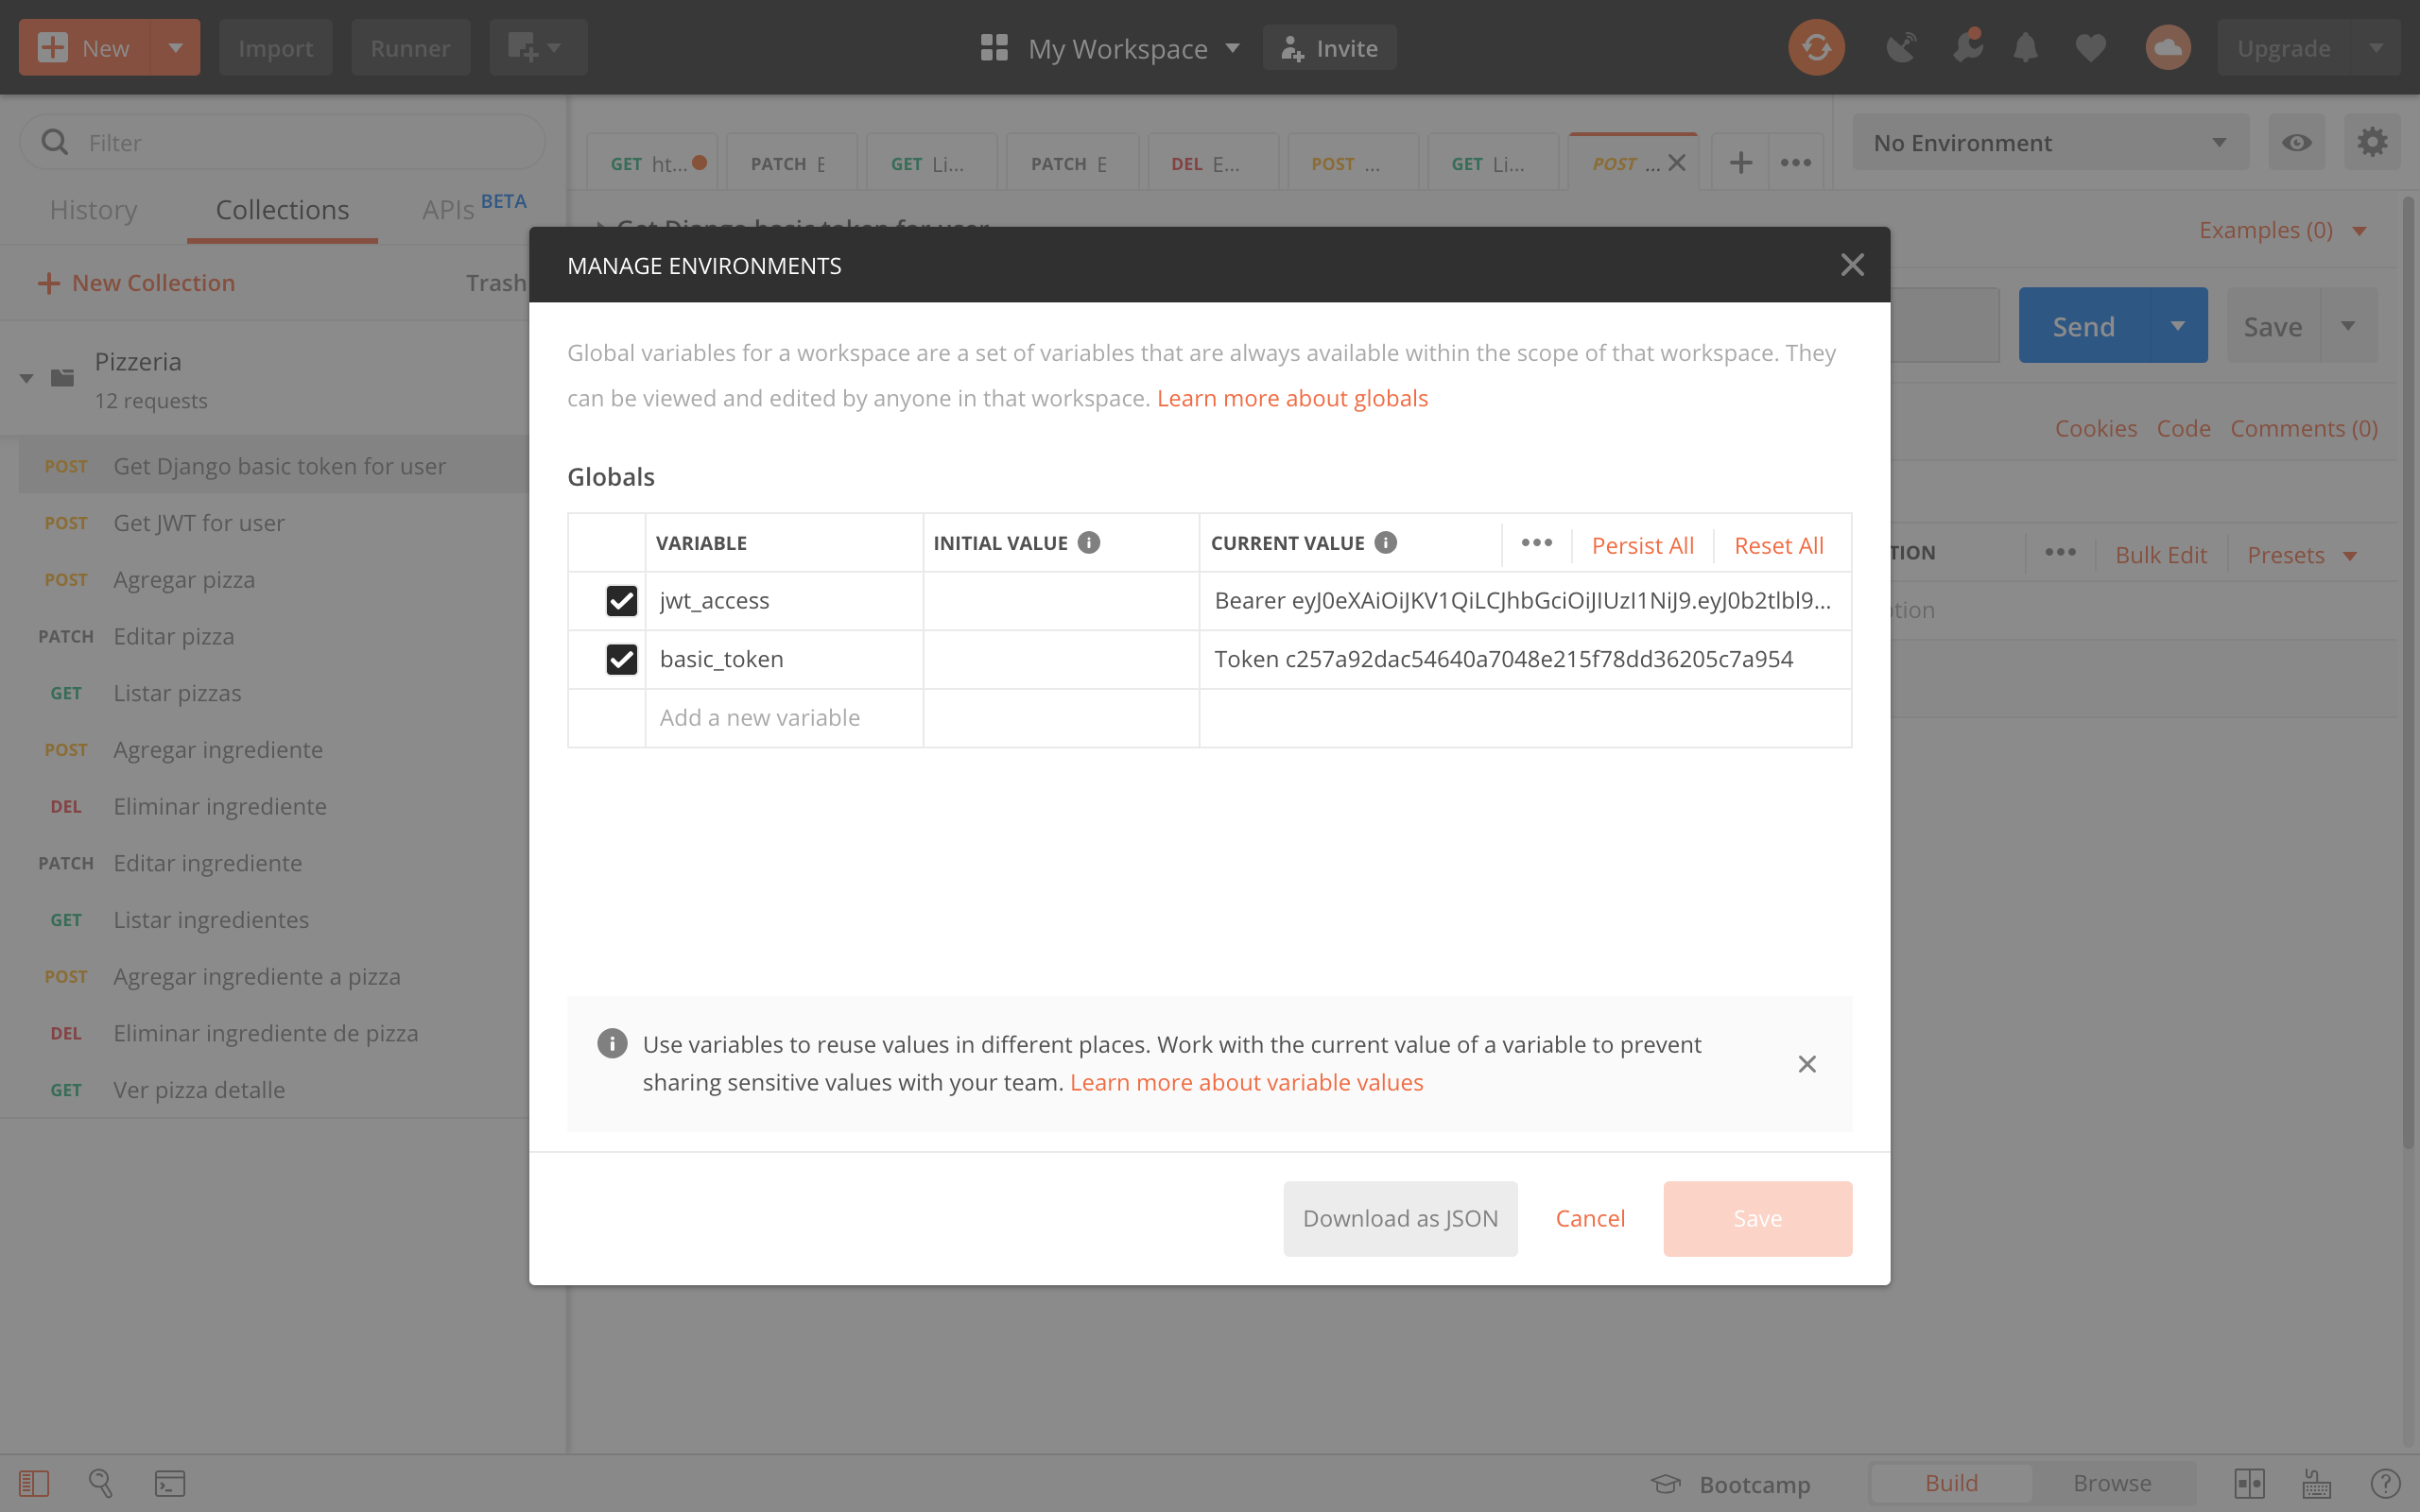 New
Import
Runner
My Workspace
Invite
Upgrade
Filter
History
Collections
APIs BETA
New Collection
Trash
Pizzeria
12 requests
POST Get Django basic token for user
POST Get JWT for user
POST Agregar pizza
PATCH Editar pizza
GET Listar pizzas
POST Agregar ingrediente
DEL Eliminar ingrediente
PATCH Editar ingrediente
GET Listar ingredientes
POST Agregar ingrediente a pizza
DEL Eliminar ingrediente de pizza
GET Ver pizza detalle
GET ht...
PATCH E
GET Li...
PATCH E
DEL E...
POST ...
GET Li...
POST ...
No Environment
Get Django basic token for user
Examples (0)
Send
Save
Cookies Code Comments (0)
TION
Bulk Edit
Presets
tion
MANAGE ENVIRONMENTS
Global variables for a workspace are a set of variables that are always available within the scope of that workspace. They
can be viewed and edited by anyone in that workspace. Learn more about globals
Globals
VARIABLE INITIAL VALUE CURRENT VALUE Persist All Reset All
jwt_access Bearer eyJ0eXAiOiJKV1QiLCJhbGciOiJIUzI1NiJ9.eyJ0b2tlbl9...
basic_token Token c257a92dac54640a7048e215f78dd36205c7a954
Add a new variable
Use variables to reuse values in different places. Work with the current value of a variable to prevent
sharing sensitive values with your team. Learn more about variable values
Download as JSON
Cancel
Save
Bootcamp
Build
Browse